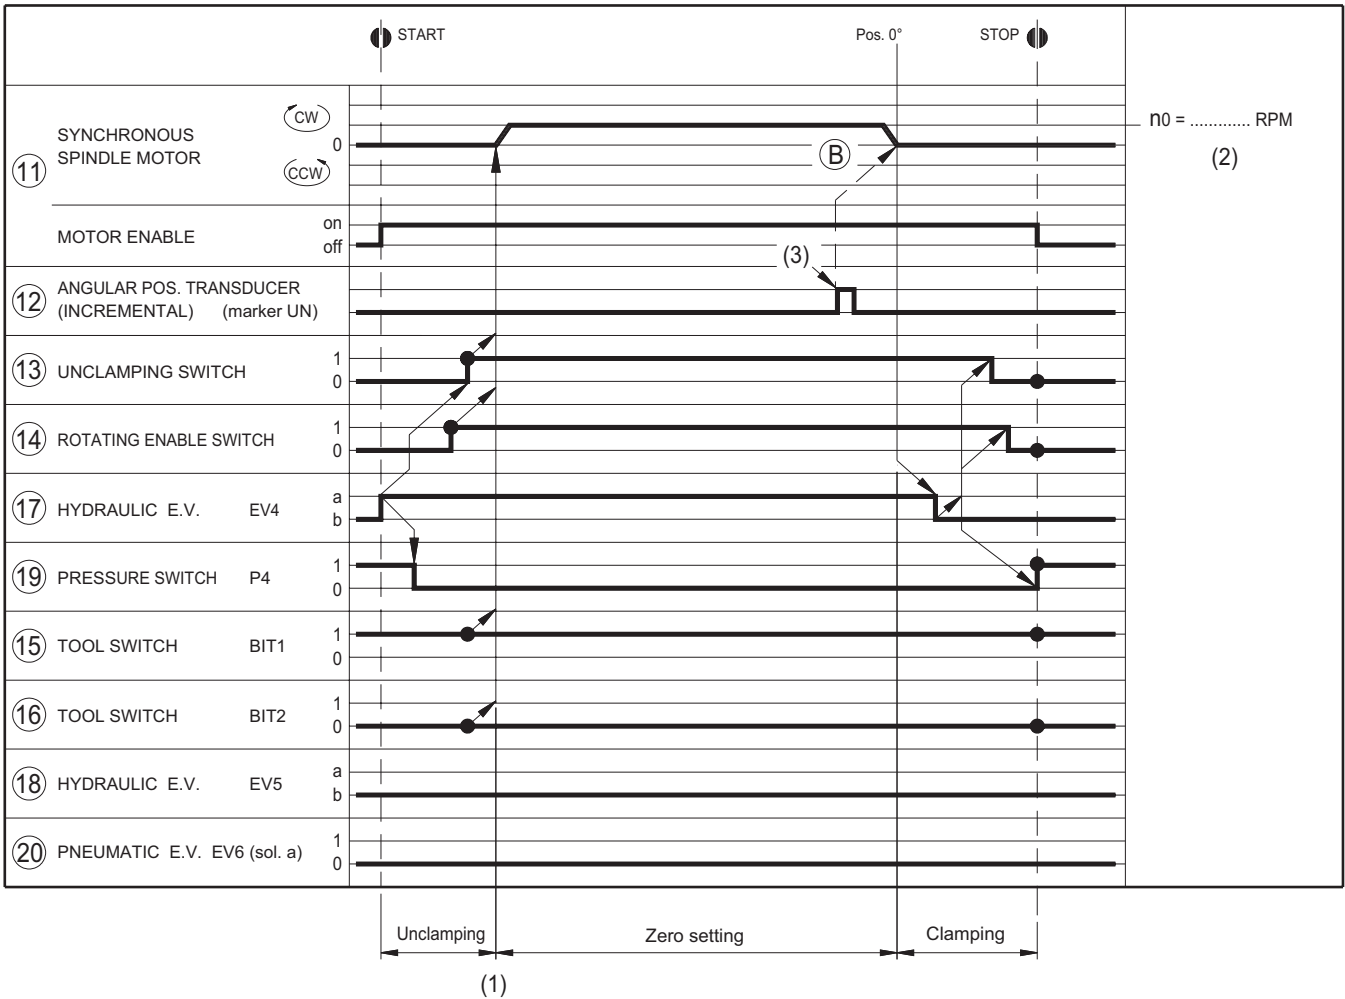 START
Pos. 0°
STOP
11
SYNCHRONOUS
SPINDLE MOTOR
CW
0
CCW
B
n0 = ............. RPM
(2)
MOTOR ENABLE
on
off
(3)
12
ANGULAR POS. TRANSDUCER
(INCREMENTAL) (marker UN)
13
UNCLAMPING SWITCH
1
0
14
ROTATING ENABLE SWITCH
1
0
17
HYDRAULIC E.V. EV4
a
b
19
PRESSURE SWITCH P4
1
0
15
TOOL SWITCH BIT1
1
0
16
TOOL SWITCH BIT2
1
0
18
HYDRAULIC E.V. EV5
a
b
20
PNEUMATIC E.V. EV6 (sol. a)
1
0
Unclamping
Zero setting
Clamping
(1)